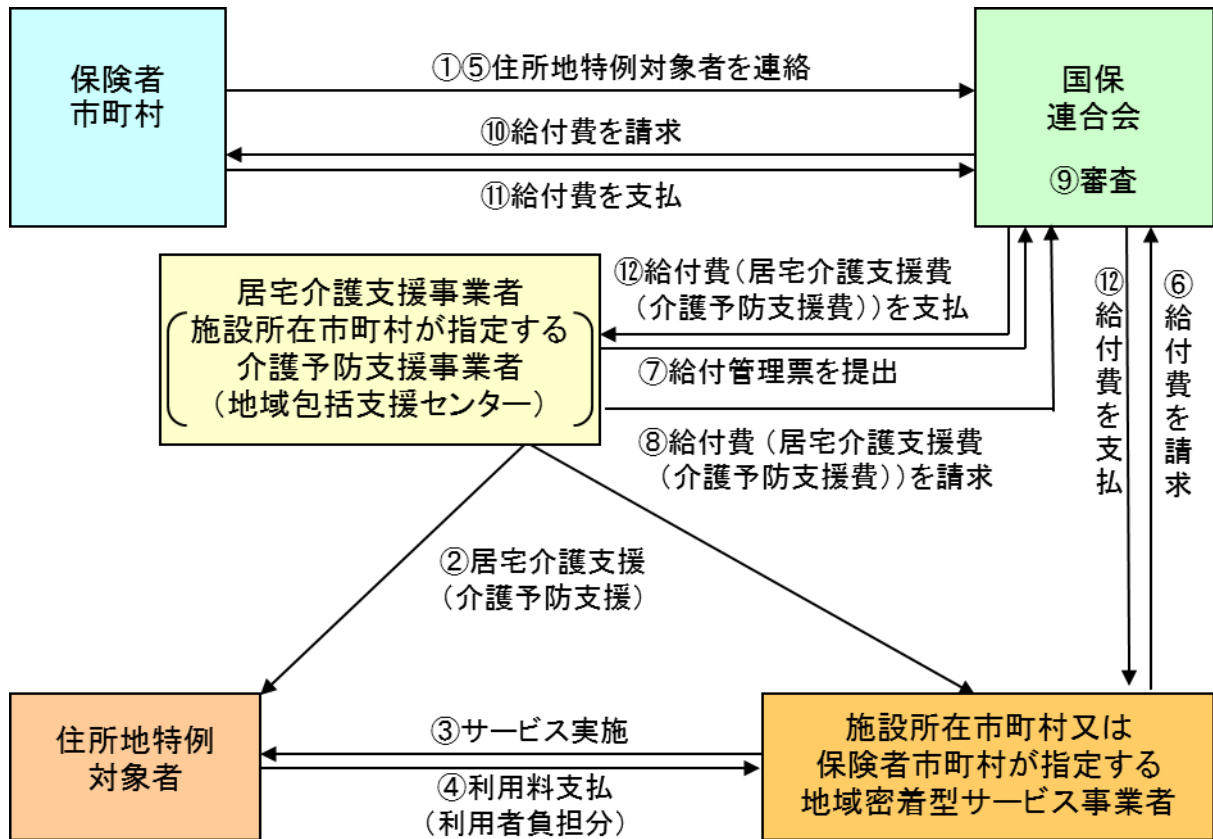 保険者
市町村
①⑤住所地特例対象者を連絡
国保
連合会
⑨審査
⑩給付費を請求
⑪給付費を支払
居宅介護支援事業者
施設所在市町村が指定する
介護予防支援事業者
（地域包括支援センター）
⑫給付費（居宅介護支援費
（介護予防支援費））を支払
⑦給付管理票を提出
⑧給付費（居宅介護支援費
（介護予防支援費））を請求
⑫給付費を支払
⑥給付費を請求
②居宅介護支援
（介護予防支援）
住所地特例
対象者
③サービス実施
④利用料支払
（利用者負担分）
施設所在市町村又は
保険者市町村が指定する
地域密着型サービス事業者